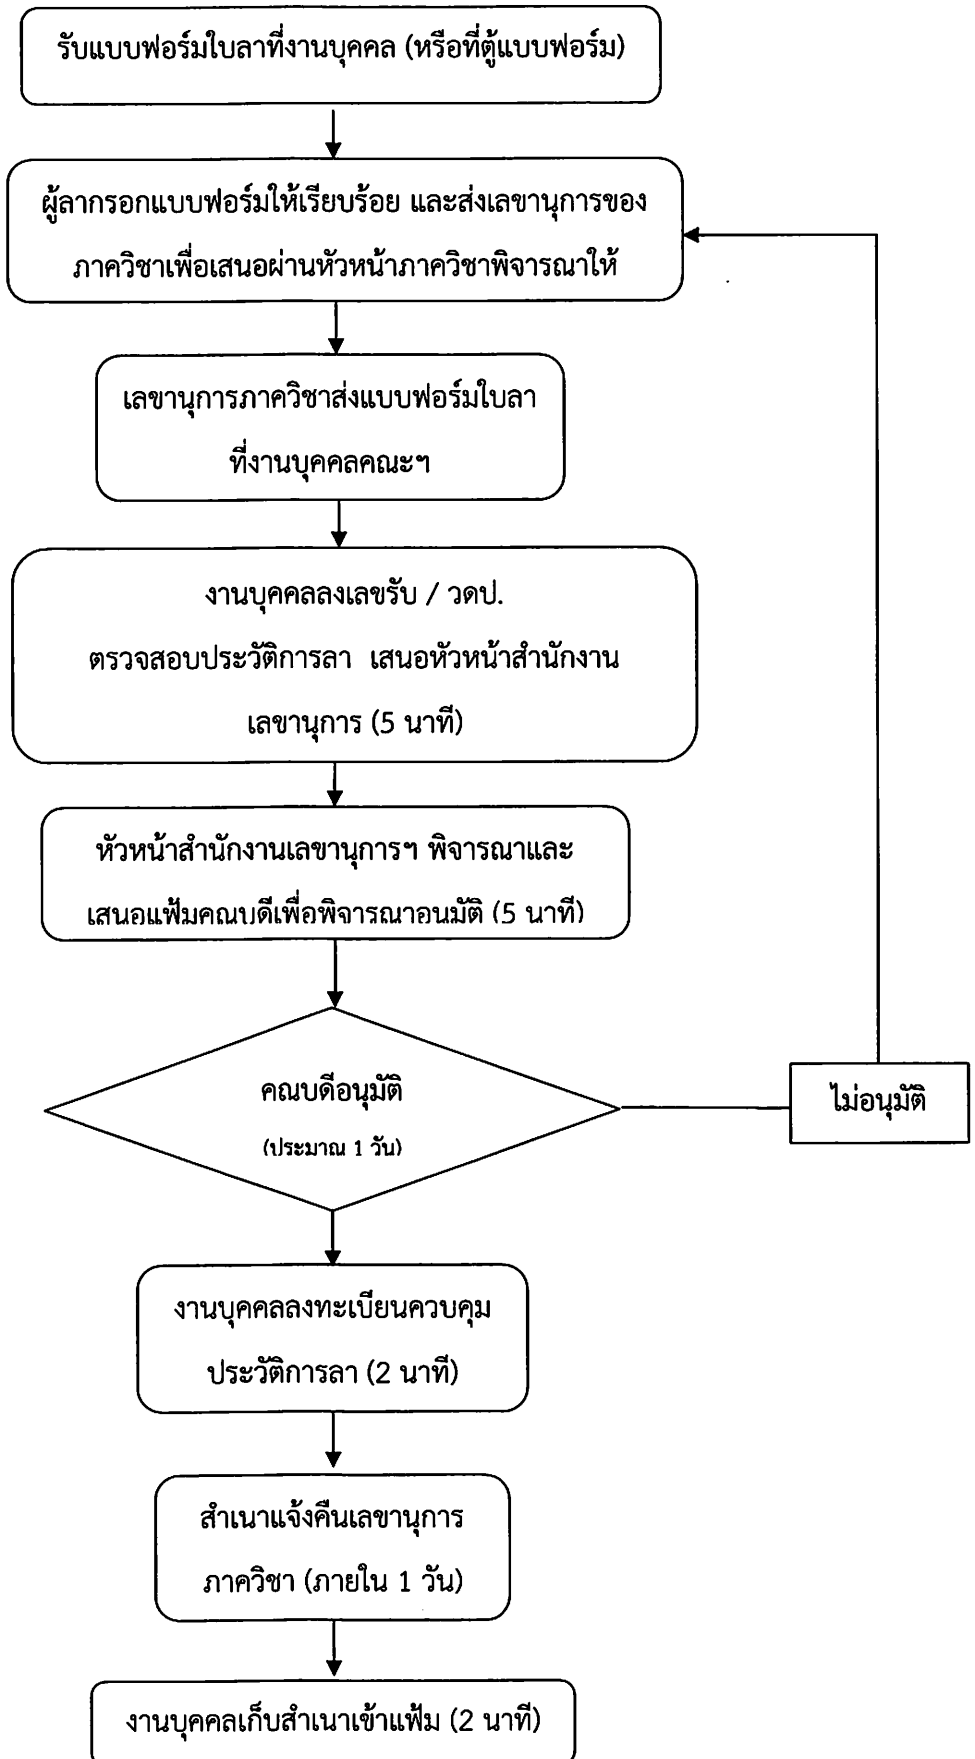 รับแบบฟอร์มใบลาที่งานบุคคล (หรือที่ตู้แบบฟอร์ม)
ผู้ลากรอกแบบฟอร์มให้เรียบร้อย และส่งเลขานุการของ
ภาควิชาเพื่อเสนอผ่านหัวหน้าภาควิชาพิจารณาให้
เลขานุการภาควิชาส่งแบบฟอร์มใบลา
ที่งานบุคคลคณะฯ
งานบุคคลลงเลขรับ / วดป.
ตรวจสอบประวัติการลา เสนอหัวหน้าสำนักงาน
เลขานุการ (5 นาที)
หัวหน้าสำนักงานเลขานุการฯ พิจารณาและ
เสนอแฟ้มคณบดีเพื่อพิจารณาอนุมัติ (5 นาที)
คณบดีอนุมัติ
(ประมาณ 1 วัน)
ไม่อนุมัติ
งานบุคคลลงทะเบียนควบคุม
ประวัติการลา (2 นาที)
สำเนาแจ้งคืนเลขานุการ
ภาควิชา (ภายใน 1 วัน)
งานบุคคลเก็บสำเนาเข้าแฟ้ม (2 นาที)